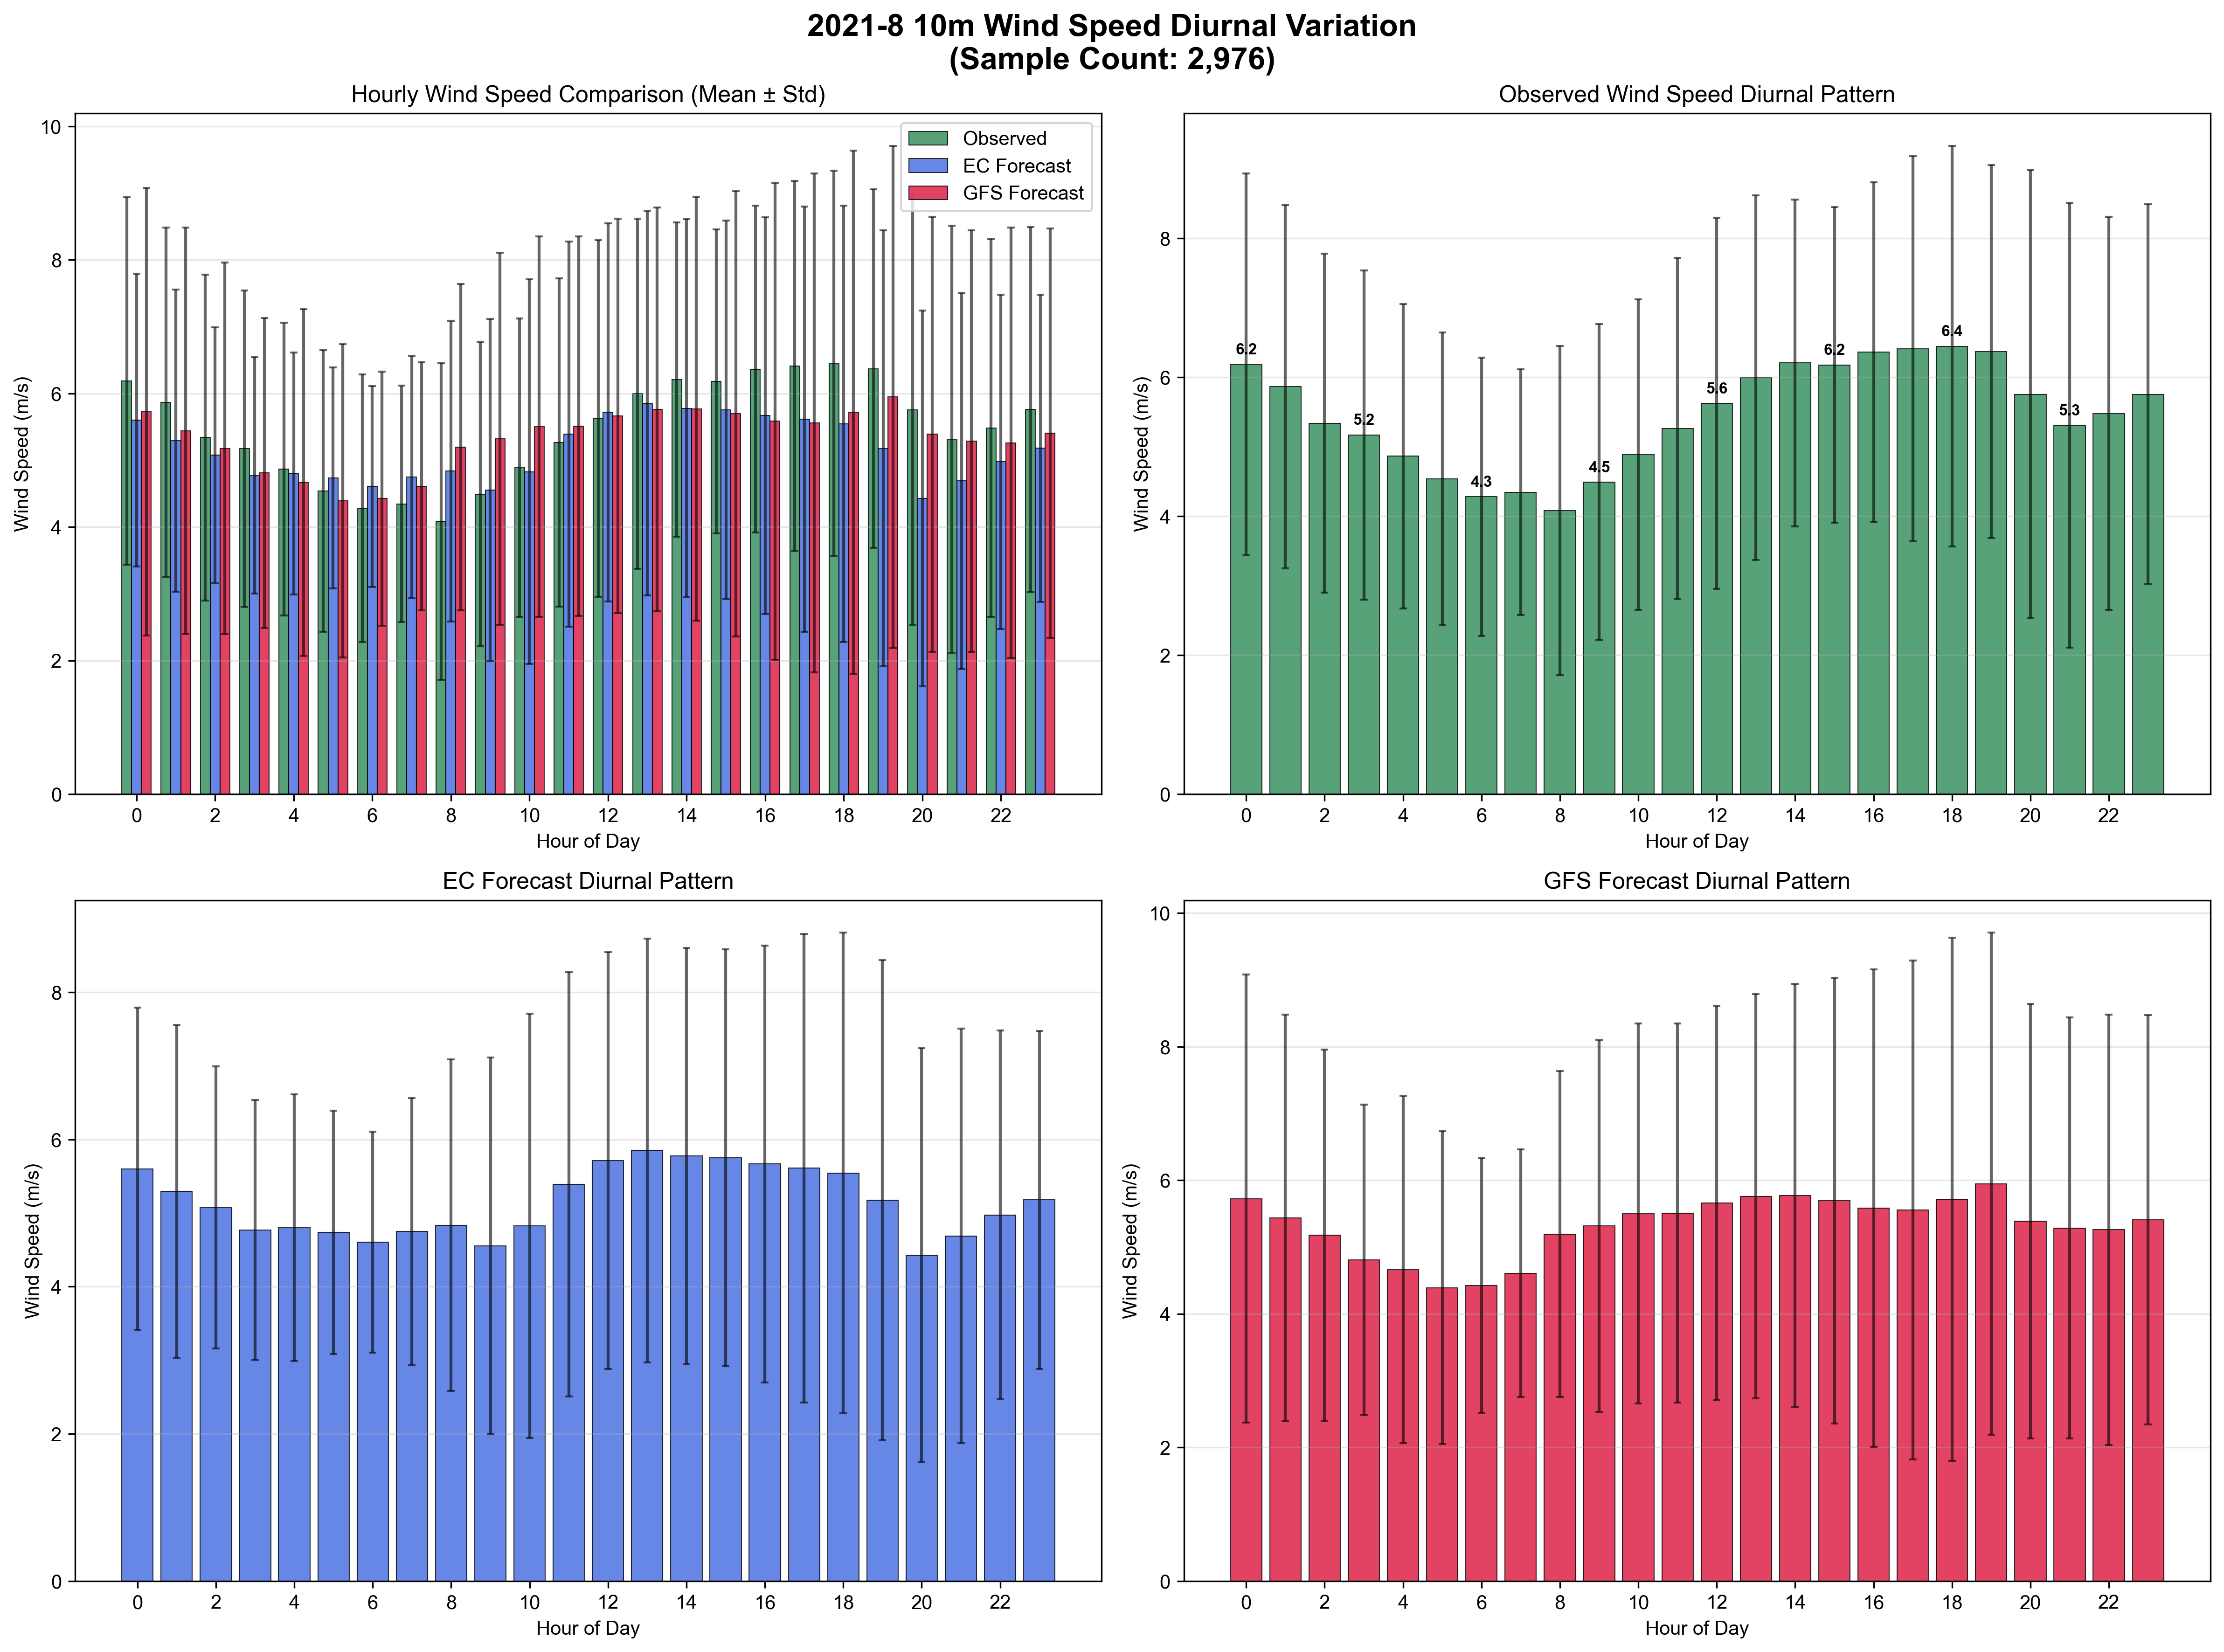 2021-8 10m Wind Speed Diurnal Variation
(Sample Count: 2,976)
Hourly Wind Speed Comparison (Mean ± Std)
10
8
6
4
2
0
Wind Speed (m/s)
Observed
EC Forecast
GFS Forecast
0 2 4 6 8 10 12 14 16 18 20 22
Hour of Day
Observed Wind Speed Diurnal Pattern
8
6
4
2
0
Wind Speed (m/s)
6.2 5.2 4.3 4.5 5.6 6.2 6.4 5.3
0 2 4 6 8 10 12 14 16 18 20 22
Hour of Day
EC Forecast Diurnal Pattern
8
6
4
2
0
Wind Speed (m/s)
0 2 4 6 8 10 12 14 16 18 20 22
Hour of Day
GFS Forecast Diurnal Pattern
10
8
6
4
2
0
Wind Speed (m/s)
0 2 4 6 8 10 12 14 16 18 20 22
Hour of Day